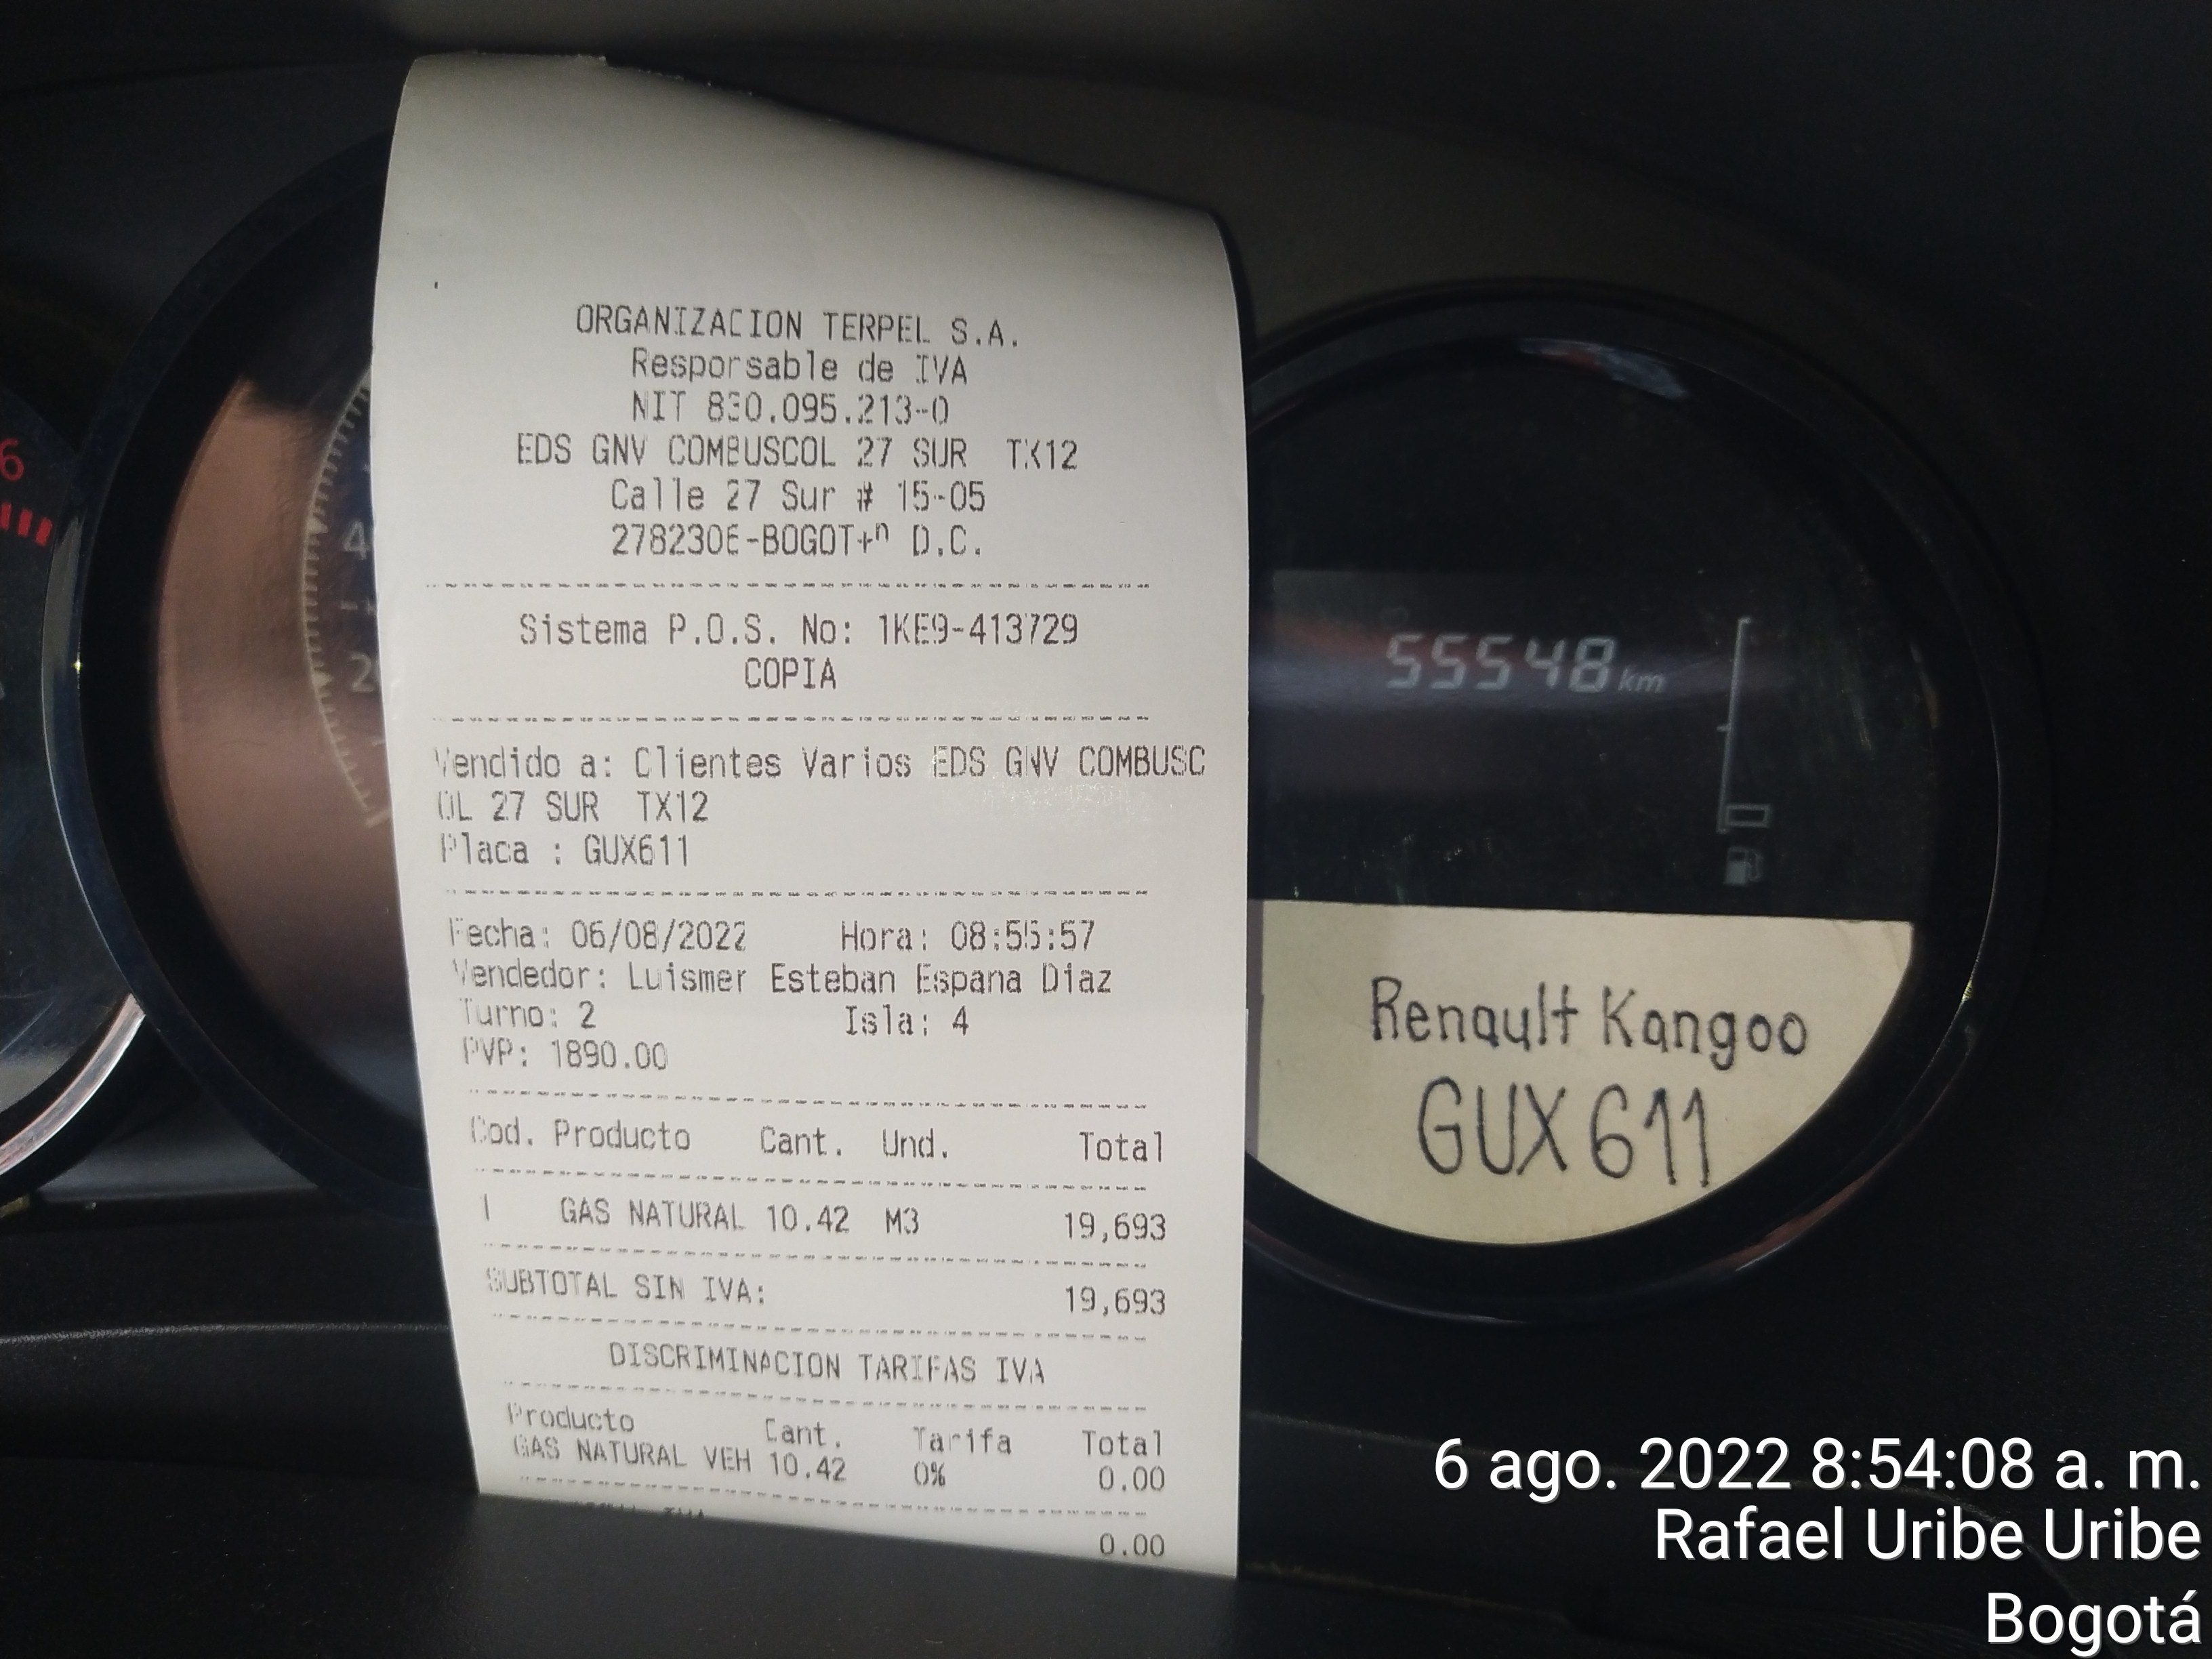 ORGANIZACION TERPEL S.A.
Responsable de IVA
NIT 830.095.213-0
EDS GNV COMBUSCOL 27 SUR TX12
Calle 27 Sur # 15-05
2782306-BOGOT+ⁿ D.C.
Sistema P.O.S. No: 1KE9-413729
COPIA
Vendido a: Clientes Varios EDS GNV COMBUSC
OL 27 SUR TX12
Placa : GUX611
Fecha: 06/08/2022 Hora: 08:55:57
Vendedor: Luismer Esteban Espana Diaz
Turno: 2 Isla: 4
PVP: 1890.00
Cod. Producto Cant. Und. Total
1 GAS NATURAL 10.42 M3 19,693
SUBTOTAL SIN IVA: 19,693
DISCRIMINACION TARIFAS IVA
Producto Cant. Tarifa Total
GAS NATURAL VEH 10.42 0% 0.00
0.00
6
4
2
55548 km
Renault Kangoo
GUX611
6 ago. 2022 8:54:08 a. m.
Rafael Uribe Uribe
Bogotá